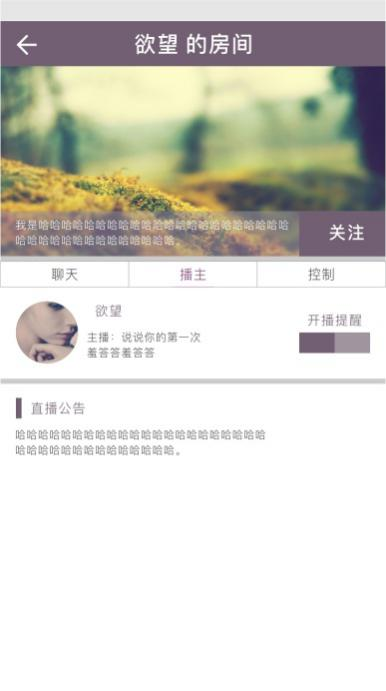 欲望 的房间
我是哈哈哈哈哈哈哈哈哈哈哈哈哈哈哈哈哈哈哈哈哈哈
哈哈哈哈哈哈哈哈哈哈哈哈哈哈。
关注
聊天
播主
控制
欲望
主播：说说你的第一次
羞答答羞答答
开播提醒
直播公告
哈哈哈哈哈哈哈哈哈哈哈哈哈哈哈哈哈哈哈哈哈哈
哈哈哈哈哈哈哈哈哈哈哈哈哈哈。